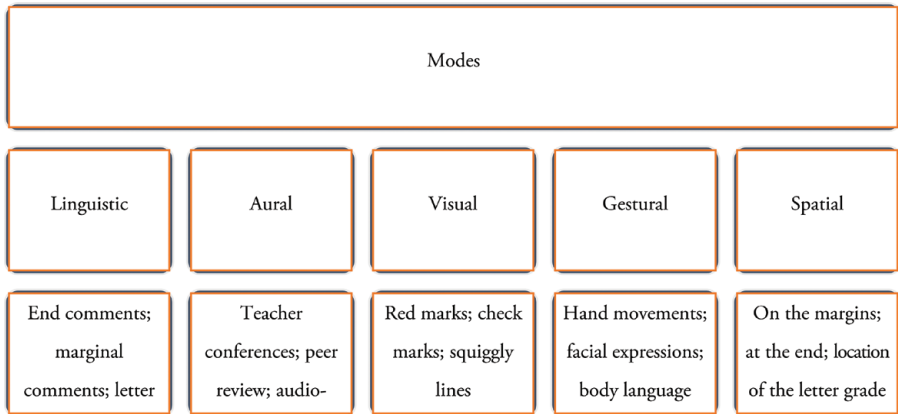 Modes
Linguistic
Aural
Visual
Gestural
Spatial
End comments;
marginal
comments; letter
Teacher
conferences; peer
review; audio-
Red marks; check
marks; squiggly
lines
Hand movements;
facial expressions;
body language
On the margins;
at the end; location
of the letter grade